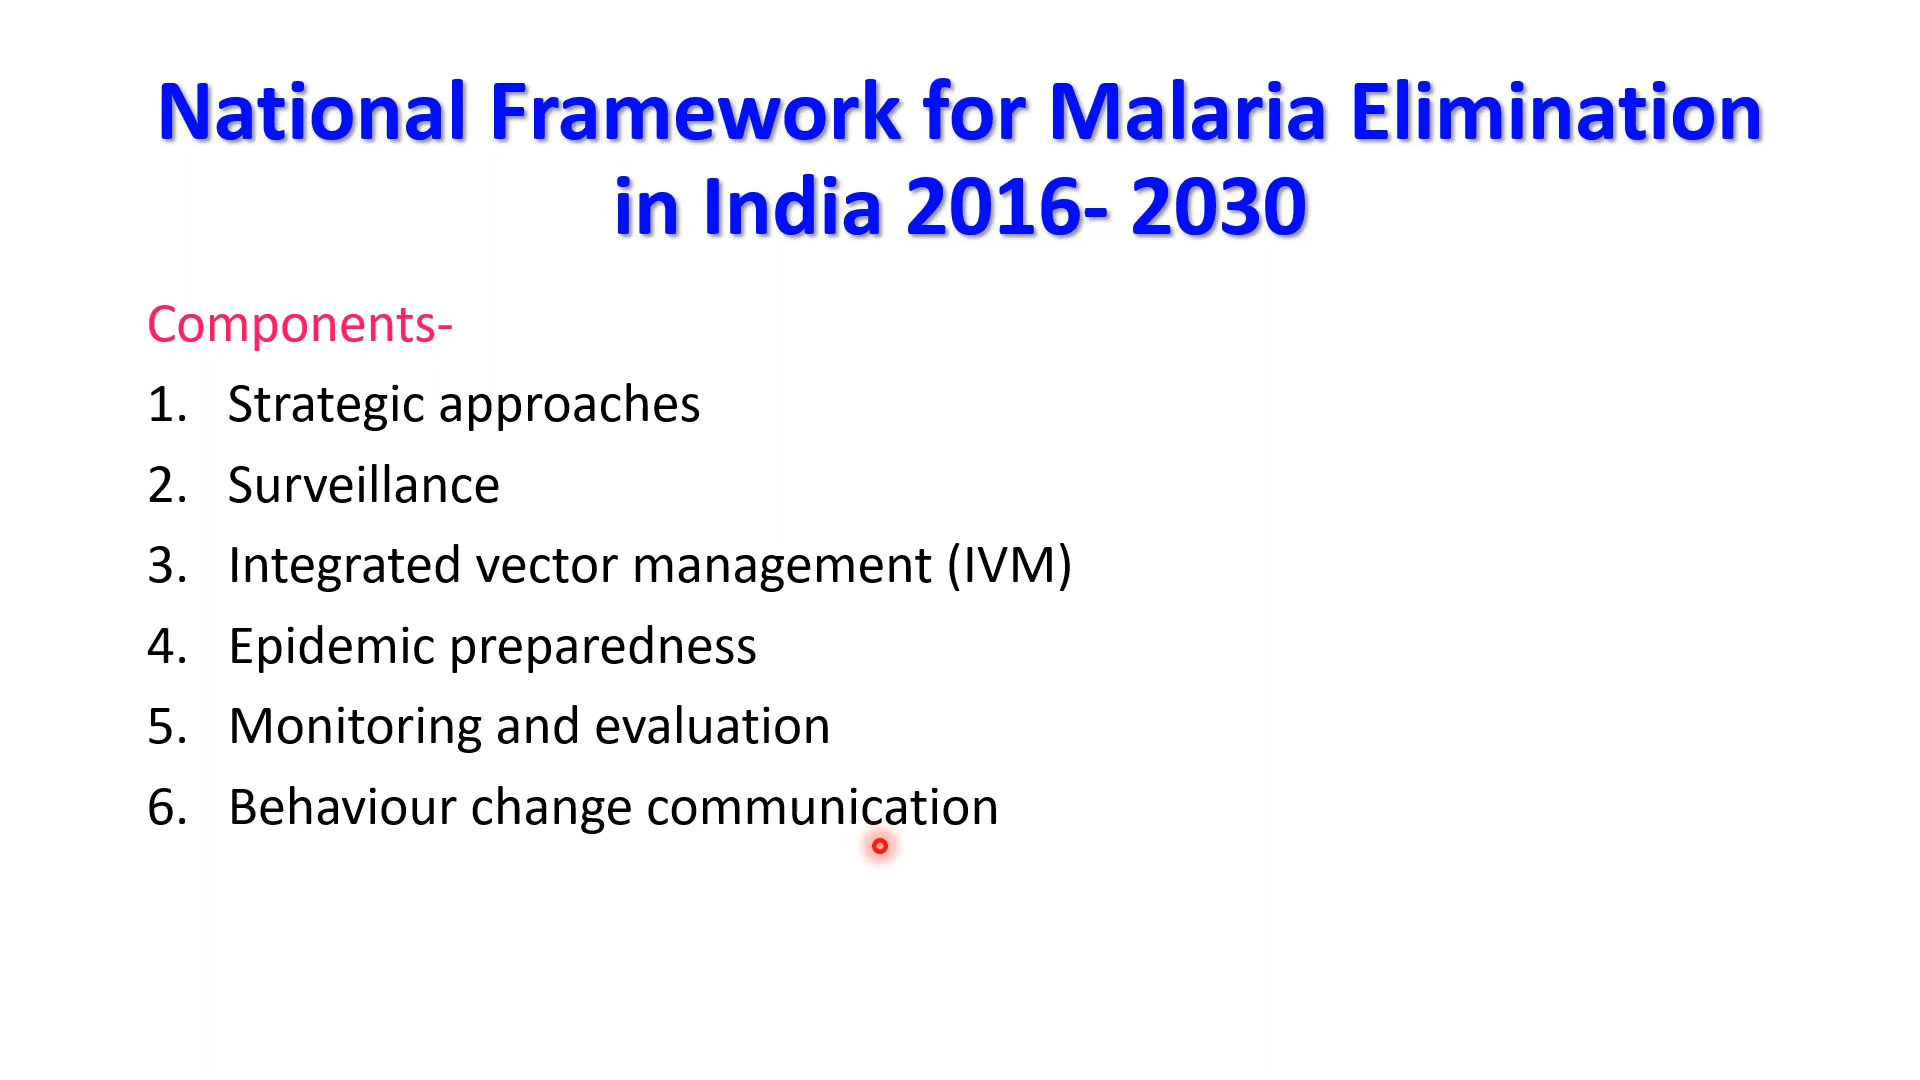 National Framework for Malaria Elimination
in India 2016- 2030
Components-
1. Strategic approaches
2. Surveillance
3. Integrated vector management (IVM)
4. Epidemic preparedness
5. Monitoring and evaluation
6. Behaviour change communication